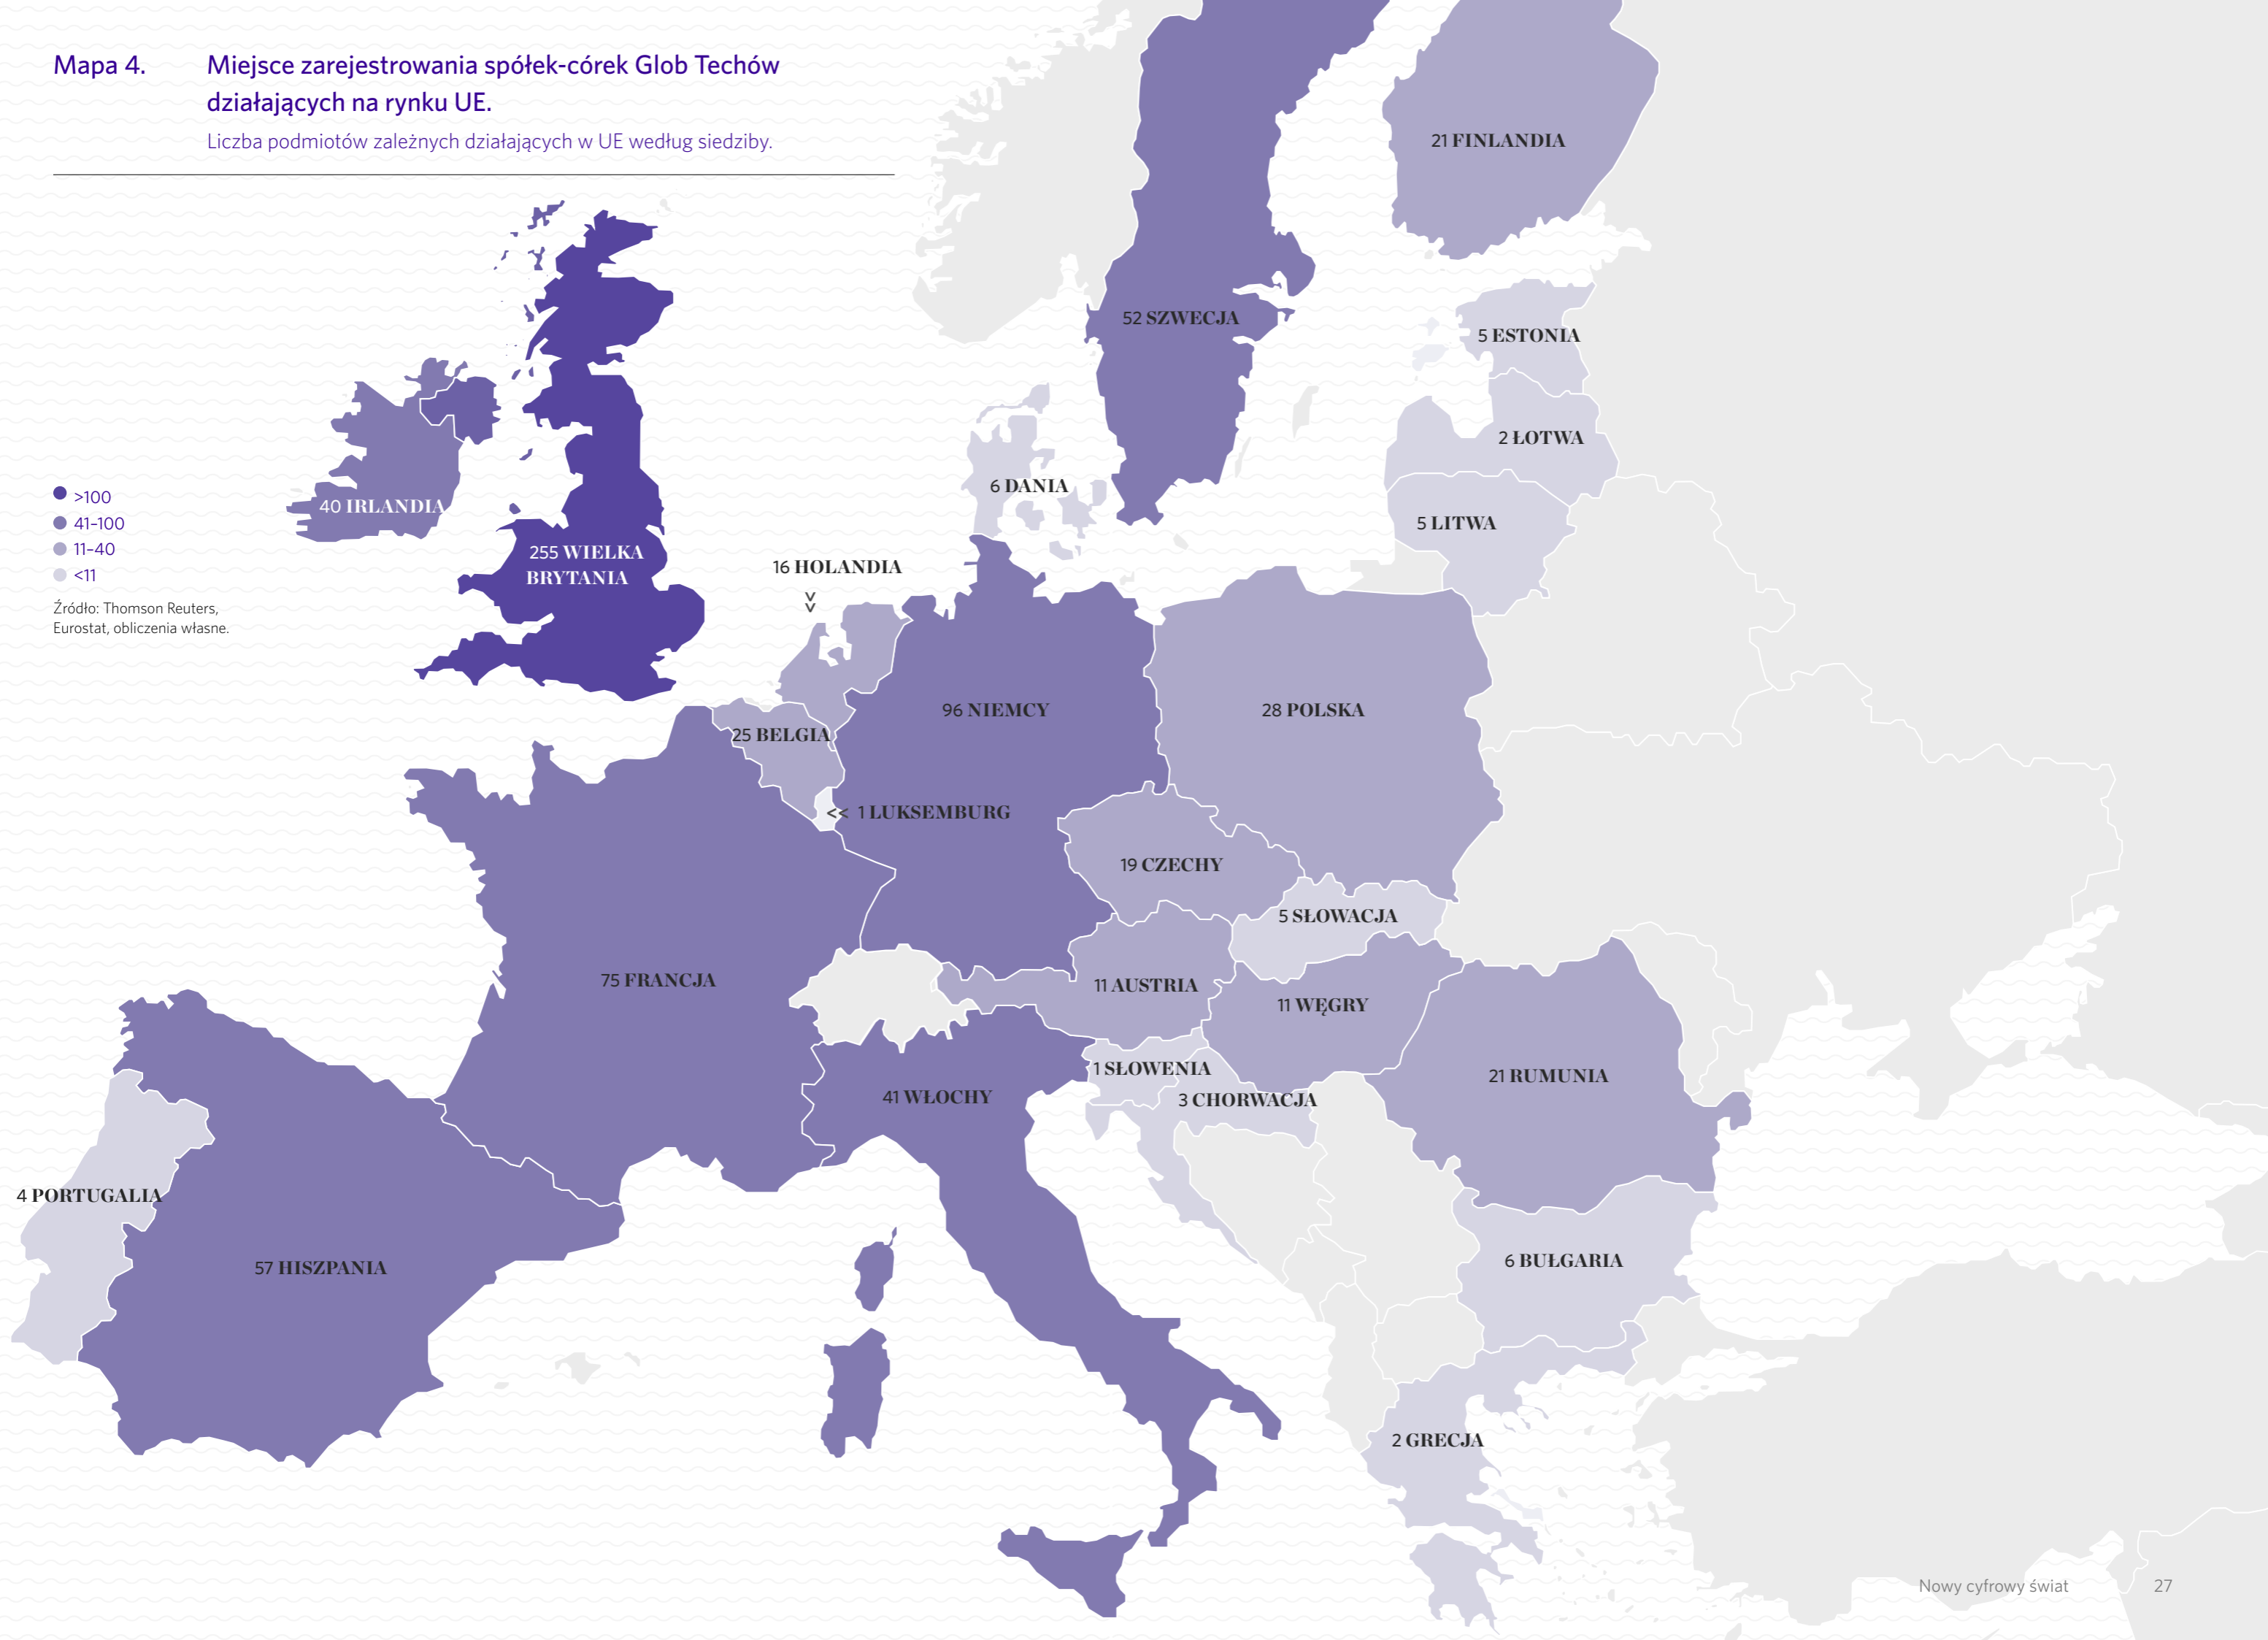 Mapa 4.
Miejsce zarejestrowania spółek-córek Glob Techów
działających na rynku UE.
Liczba podmiotów zależnych działających w UE według siedziby.
21 FINLANDIA
52 SZWECJA
5 ESTONIA
2 ŁOTWA
6 DANIA
5 LITWA
40 IRLANDIA
>100
41–100
11–40
<11
Źródło: Thomson Reuters,
Eurostat, obliczenia własne.
255 WIELKA
BRYTANIA
16 HOLANDIA
>>
96 NIEMCY
28 POLSKA
25 BELGIA
<< 1 LUKSEMBURG
19 CZECHY
5 SŁOWACJA
75 FRANCJA
11 AUSTRIA
11 WĘGRY
1 SŁOWENIA
21 RUMUNIA
41 WŁOCHY
3 CHORWACJA
4 PORTUGALIA
57 HISZPANIA
6 BUŁGARIA
2 GRECJA
Nowy cyfrowy świat
27